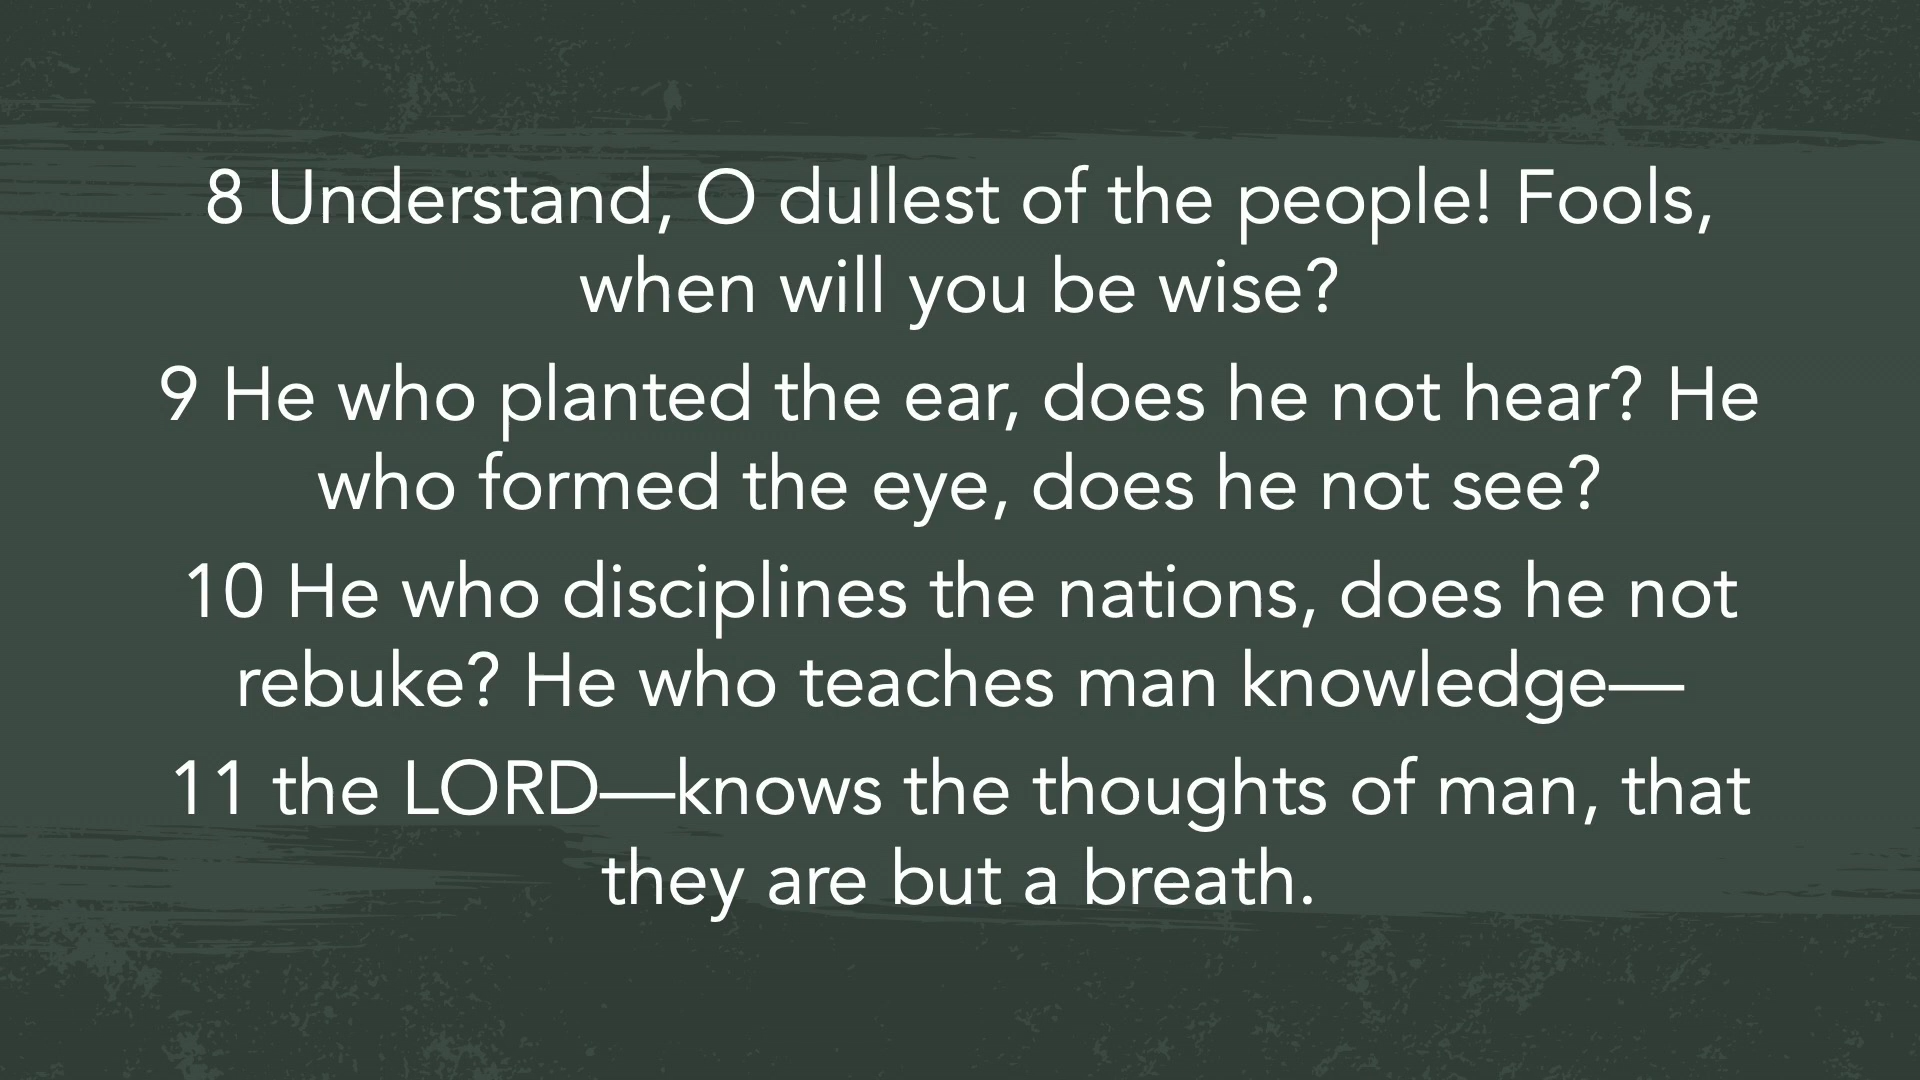 8 Understand, O dullest of the people! Fools,
when will you be wise?
9 He who planted the ear, does he not hear? He
who formed the eye, does he not see?
10 He who disciplines the nations, does he not
rebuke? He who teaches man knowledge—
11 the LORD—knows the thoughts of man, that
they are but a breath.